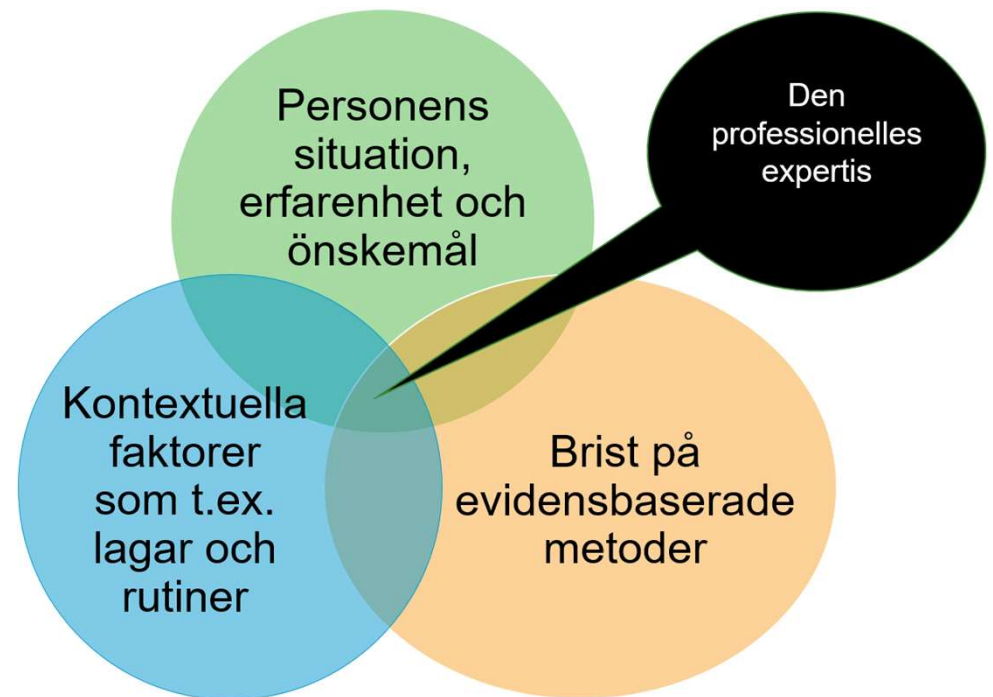 Personens
situation,
erfarenhet och
önskemål
Den
professionelles
expertis
Kontextuella
faktorer
som t.ex.
lagar och
rutiner
Brist på
evidensbaserade
metoder